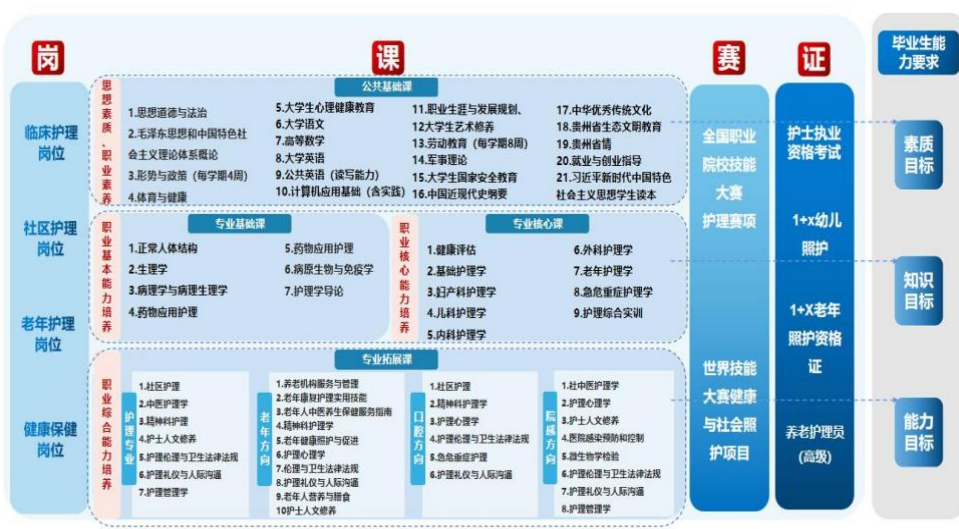 岗
课
赛
证
毕业生能
力要求
临床护理
岗位
社区护理
岗位
老年护理
岗位
健康保健
岗位
思想素质、职业素养
公共基础课
1.思想道德与法治
2.毛泽东思想和中国特色社
会主义理论体系概论
3.形势与政策（每学期4周）
4.体育与健康
5.大学生心理健康教育
6.大学语文
7.高等数学
8.大学英语
9.公共英语（读写能力）
10.计算机应用基础（含实践）
11.职业生涯与发展规划、
12大学生艺术修养
13.劳动教育（每学期8周）
14.军事理论
15.大学生国家安全教育
16.中国近现代史纲要
17.中华优秀传统文化
18.贵州省生态文明教育
19.贵州省情
20.就业与创业指导
21.习近平新时代中国特色
社会主义思想学生读本
职业基本能力培养
专业基础课
1.正常人体结构
2.生理学
3.病理学与病理生理学
4.药物应用护理
5.药物应用护理
6.病原生物与免疫学
7.护理学导论
职业核心能力培养
专业核心课
1.健康评估
2.基础护理学
3.妇产科护理学
4.儿科护理学
5.内科护理学
6.外科护理学
7.老年护理学
8.急危重症护理学
9.护理综合实训
职业综合能力培养
专业拓展课
护理专业
1.社区护理
2.中医护理学
3.精神科护理
4.护士人文修养
5.护理伦理与卫生法律法规
6.护理礼仪与人际沟通
7.护理管理学
老年方向
1.养老机构服务与管理
2.老年康复护理实用技能
3.老年人中医养生保健服务指南
4.精神科护理学
5.老年健康照护与促进
6.护理心理学
7.伦理与卫生法律法规
8.护理礼仪与人际沟通
9.老年人营养与膳食
10护士人文修养
口腔方向
1.社区护理
2.精神科护理学
3.护理心理学
4.护理伦理与卫生法律法规
5.急危重症护理
6.护理礼仪与人际沟通
院感方向
1.社中医护理学
2.护理心理学
3.护士人文修养
4.医院感染预防和控制
5.微生物学检验
6.护理伦理与卫生法律法规
7.护理礼仪与人际沟通
8.护理管理学
全国职业
院校技能
大赛
护理赛项
世界技能
大赛健康
与社会照
护项目
护士执业
资格考试
1+x幼儿
照护
1+X老年
照护资格
证
养老护理员
(高级)
素质
目标
知识
目标
能力
目标